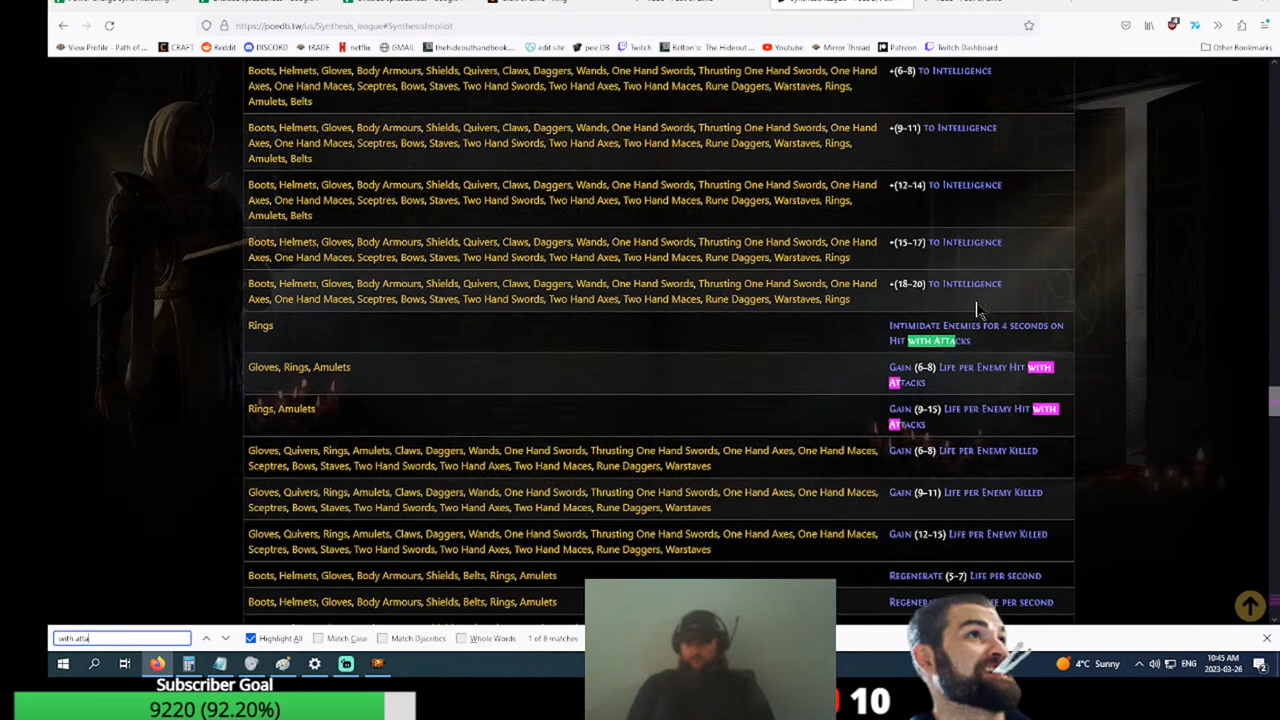 https://poedb.tw/us/Synthesis_league#SynthesisImplicit
View Profile - Path of ...
CRAFT
Reddit
DISCORD
tRADE
netflix
GMAIL
thehideouthandbook...
edit site
poe DB
Twitch
Belton's: The Hideout ...
YouTube
Mirror Thread
Patreon
Twitch Dashboard
Other Bookmarks
Boots, Helmets, Gloves, Body Armours, Shields, Quivers, Claws, Daggers, Wands, One Hand Swords, Thrusting One Hand Swords, One Hand
Axes, One Hand Maces, Sceptres, Bows, Staves, Two Hand Swords, Two Hand Axes, Two Hand Maces, Rune Daggers, Warstaves, Rings,
Amulets, Belts
+(6–8) to Intelligence
Boots, Helmets, Gloves, Body Armours, Shields, Quivers, Claws, Daggers, Wands, One Hand Swords, Thrusting One Hand Swords, One Hand
Axes, One Hand Maces, Sceptres, Bows, Staves, Two Hand Swords, Two Hand Axes, Two Hand Maces, Rune Daggers, Warstaves, Rings,
Amulets, Belts
+(9–11) to Intelligence
Boots, Helmets, Gloves, Body Armours, Shields, Quivers, Claws, Daggers, Wands, One Hand Swords, Thrusting One Hand Swords, One Hand
Axes, One Hand Maces, Sceptres, Bows, Staves, Two Hand Swords, Two Hand Axes, Two Hand Maces, Rune Daggers, Warstaves, Rings,
Amulets, Belts
+(12–14) to Intelligence
Boots, Helmets, Gloves, Body Armours, Shields, Quivers, Claws, Daggers, Wands, One Hand Swords, Thrusting One Hand Swords, One Hand
Axes, One Hand Maces, Sceptres, Bows, Staves, Two Hand Swords, Two Hand Axes, Two Hand Maces, Rune Daggers, Warstaves, Rings
+(15–17) to Intelligence
Boots, Helmets, Gloves, Body Armours, Shields, Quivers, Claws, Daggers, Wands, One Hand Swords, Thrusting One Hand Swords, One Hand
Axes, One Hand Maces, Sceptres, Bows, Staves, Two Hand Swords, Two Hand Axes, Two Hand Maces, Rune Daggers, Warstaves, Rings
+(18–20) to Intelligence
Rings
Intimidate Enemies for 4 seconds on
Hit with Attacks
Gloves, Rings, Amulets
Gain (6–8) Life per Enemy Hit with
Attacks
Rings, Amulets
Gain (9–15) Life per Enemy Hit with
Attacks
Gloves, Quivers, Rings, Amulets, Claws, Daggers, Wands, One Hand Swords, Thrusting One Hand Swords, One Hand Axes, One Hand Maces,
Sceptres, Bows, Staves, Two Hand Swords, Two Hand Axes, Two Hand Maces, Rune Daggers, Warstaves
Gain (6–8) Life per Enemy Killed
Gloves, Quivers, Rings, Amulets, Claws, Daggers, Wands, One Hand Swords, Thrusting One Hand Swords, One Hand Axes, One Hand Maces,
Sceptres, Bows, Staves, Two Hand Swords, Two Hand Axes, Two Hand Maces, Rune Daggers, Warstaves
Gain (9–11) Life per Enemy Killed
Gloves, Quivers, Rings, Amulets, Claws, Daggers, Wands, One Hand Swords, Thrusting One Hand Swords, One Hand Axes, One Hand Maces,
Sceptres, Bows, Staves, Two Hand Swords, Two Hand Axes, Two Hand Maces, Rune Daggers, Warstaves
Gain (12–15) Life per Enemy Killed
Boots, Helmets, Gloves, Body Armours, Shields, Belts, Rings, Amulets
Regenerate (5–7) Life per second
Boots, Helmets, Gloves, Body Armours, Shields, Belts, Rings, Amulets
Life per second
with atta
Highlight All
Match Case
Match Diacritics
Whole Words
1 of 8 matches
4°C Sunny
ENG
10:45 AM
2023-03-26
Subscriber Goal
9220 (92.20%)
10